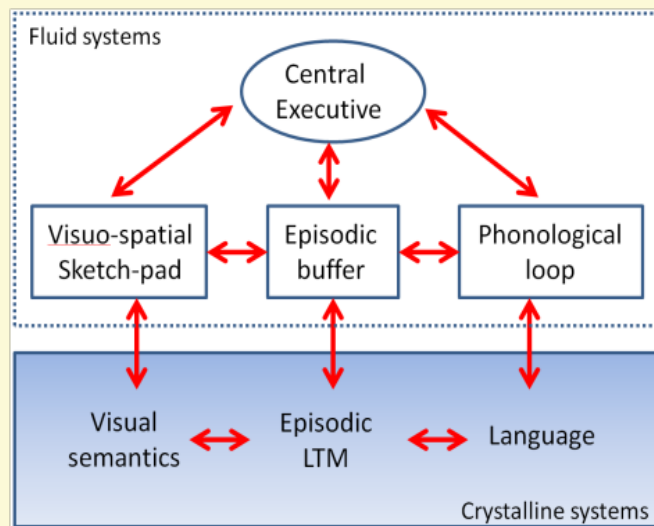 Fluid systems
Central
Executive
Visuo-spatial
Sketch-pad
Episodic
buffer
Phonological
loop
Visual
semantics
Episodic
LTM
Language
Crystalline systems